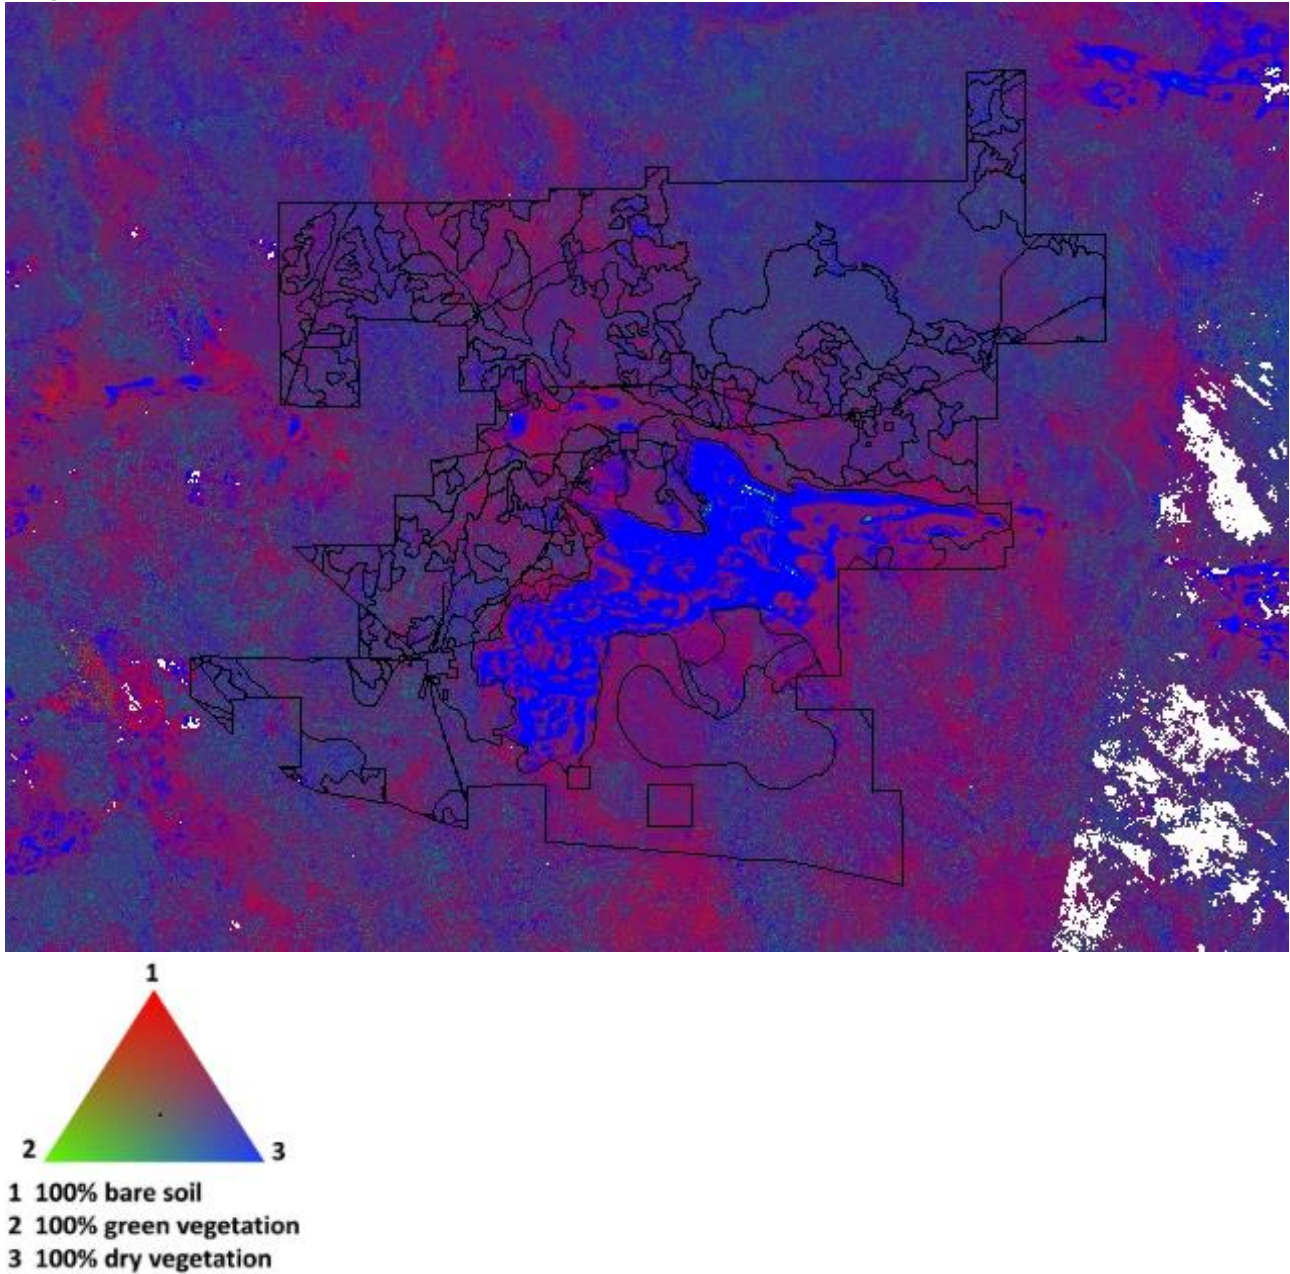 1
2
3
1 100% bare soil
2 100% green vegetation
3 100% dry vegetation